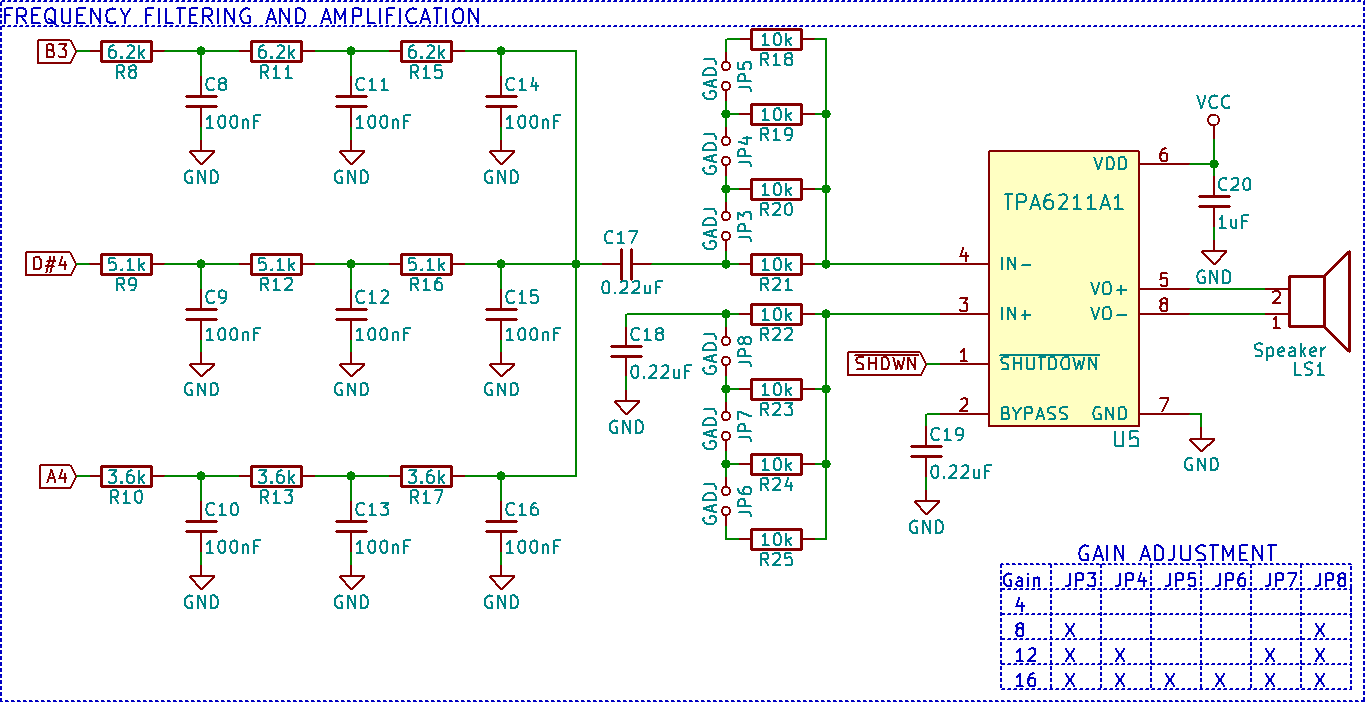 FREQUENCY FILTERING AND AMPLIFICATION
B3
6.2k
R8
6.2k
R11
6.2k
R15
C8
100nF
GND
C11
100nF
GND
C14
100nF
GND
D#4
5.1k
R9
5.1k
R12
5.1k
R16
C9
100nF
GND
C12
100nF
GND
C15
100nF
GND
A4
3.6k
R10
3.6k
R13
3.6k
R17
C10
100nF
GND
C13
100nF
GND
C16
100nF
GND
C17
0.22uF
C18
0.22uF
GND
10k
R18
GADJ
JP5
10k
R19
GADJ
JP4
10k
R20
GADJ
JP3
10k
R21
10k
R22
GADJ
JP8
10k
R23
GADJ
JP7
10k
R24
GADJ
JP6
10k
R25
SHDWN
C19
0.22uF
GND
TPA6211A1
4 IN-
3 IN+
1 SHUTDOWN
2 BYPASS
VDD 6
VO+ 5
VO- 8
GND 7
U5
VCC
C20
1uF
GND
2
1
Speaker
LS1
GND
GAIN ADJUSTMENT
Gain JP3 JP4 JP5 JP6 JP7 JP8
4
8 X X
12 X X X X
16 X X X X X X